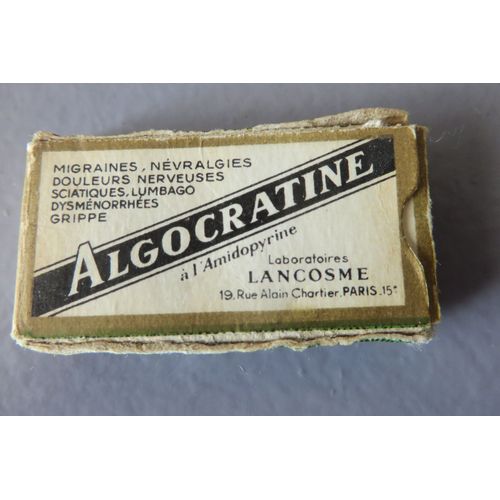 MIGRAINES, NÉVRALGIES
DOULEURS NERVEUSES
SCIATIQUES, LUMBAGO
DYSMÉNORRHÉES
GRIPPE
ALGOCRATINE
à l'Amidopyrine
Laboratoires
LANCOSME
19, Rue Alain Chartier. PARIS. 15e